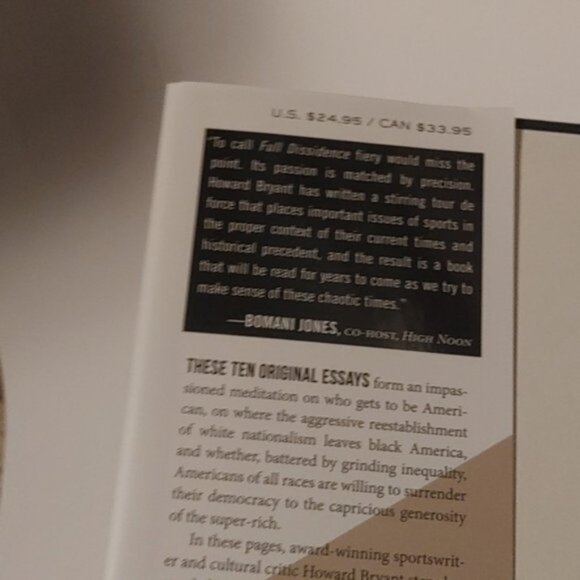 U.S. $24.95 / CAN $33.95
"To call Full Dissidence fiery would miss the
point. Its passion is matched by precision.
Howard Bryant has written a stirring tour de
force that places important issues of sports in
the proper context of their current times and
historical precedent, and the result is a book
that will be read for years to come as we try to
make sense of these chaotic times."
—BOMANI JONES, CO-HOST, HIGH NOON
THESE TEN ORIGINAL ESSAYS form an impas-
sioned meditation on who gets to be Ameri-
can, on where the aggressive reestablishment
of white nationalism leaves black America,
and whether, battered by grinding inequality,
Americans of all races are willing to surrender
their democracy to the capricious generosity
of the super-rich.
In these pages, award-winning sportswrit-
er and cultural critic Howard Bryant